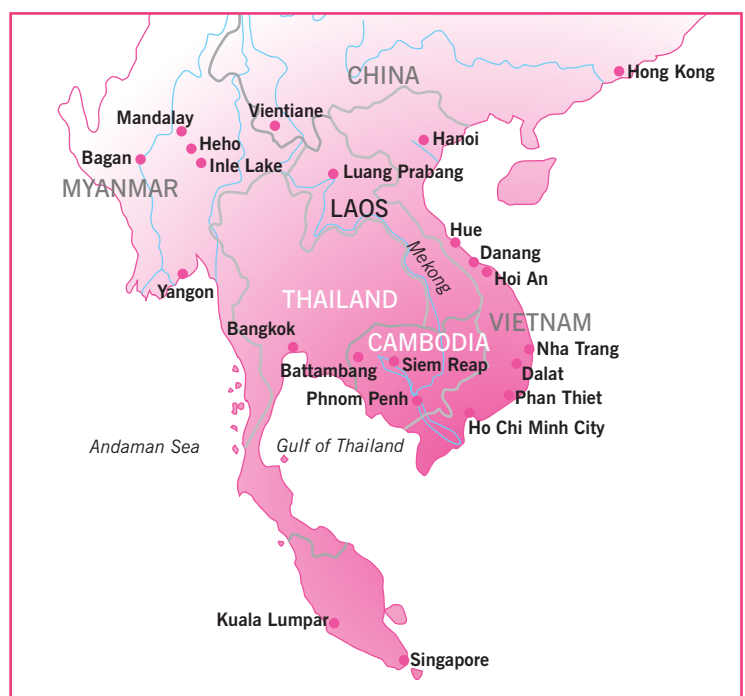 CHINA
Hong Kong
Mandalay
Vientiane
Heho
Hanoi
Bagan
Inle Lake
Luang Prabang
MYANMAR
LAOS
Hue
Mekong
Danang
Hoi An
Yangon
THAILAND
VIETNAM
Bangkok
CAMBODIA
Nha Trang
Battambang
Siem Reap
Dalat
Phnom Penh
Phan Thiet
Ho Chi Minh City
Andaman Sea
Gulf of Thailand
Kuala Lumpar
Singapore